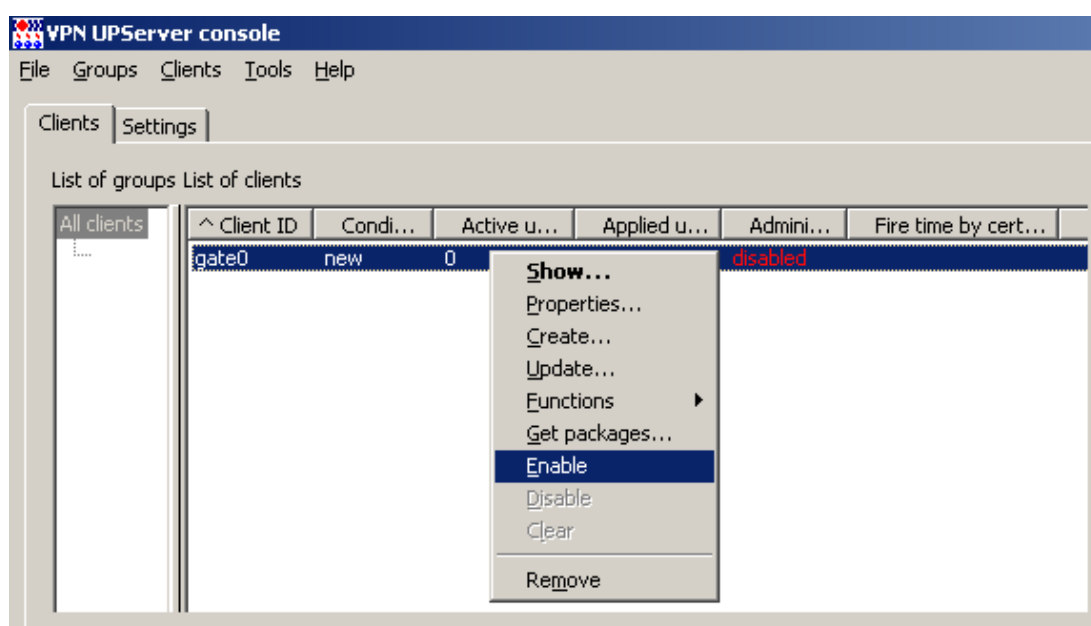 VPN UPServer console
File Groups Clients Tools Help
Clients Settings
List of groups List of clients
All clients ^ Client ID Condi... Active u... Applied u... Admini... Fire time by cert...
gate0 new 0 disabled
Show...
Properties...
Create...
Update...
Functions
Get packages...
Enable
Disable
Clear
Remove